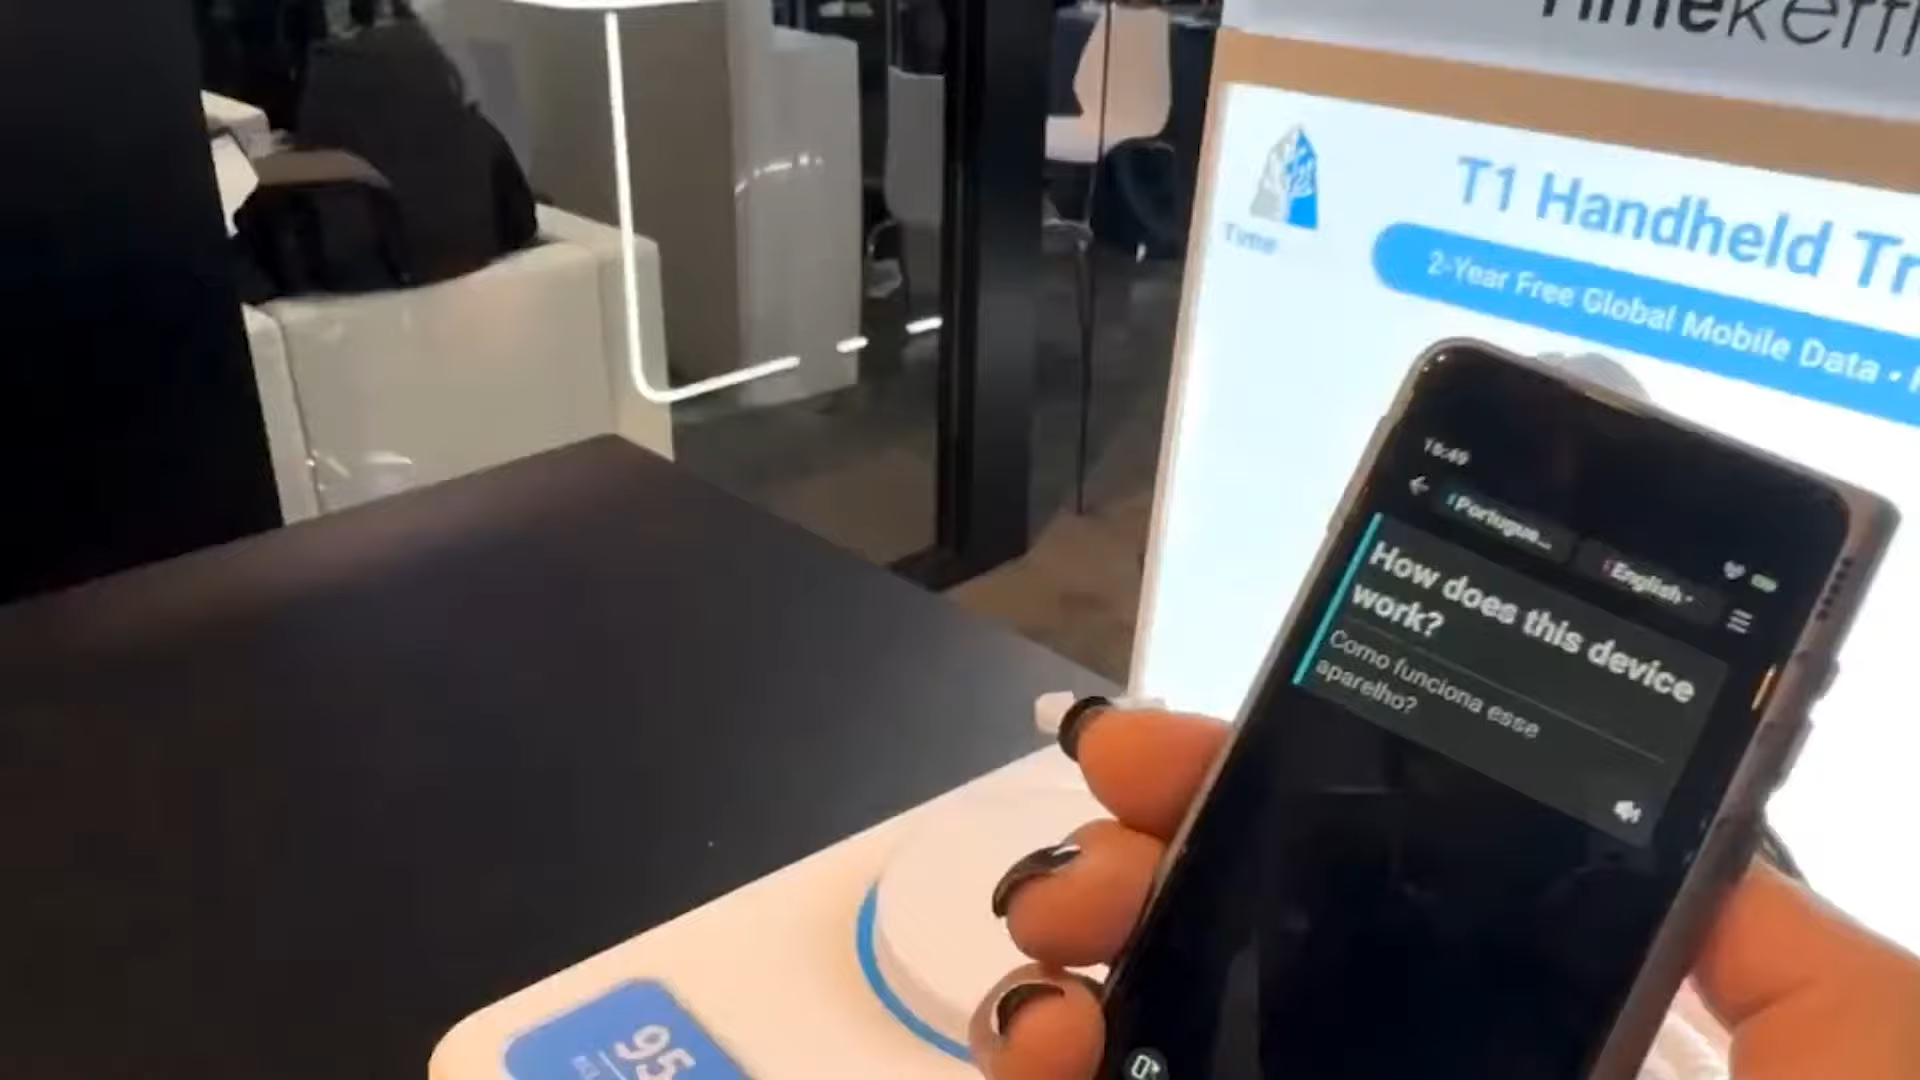 Timekettle
Time
T1 Handheld Tr
2-Year Free Global Mobile Data •
16:49
Portugue...
English
How does this device
work?
Como funciona esse
aparelho?
95